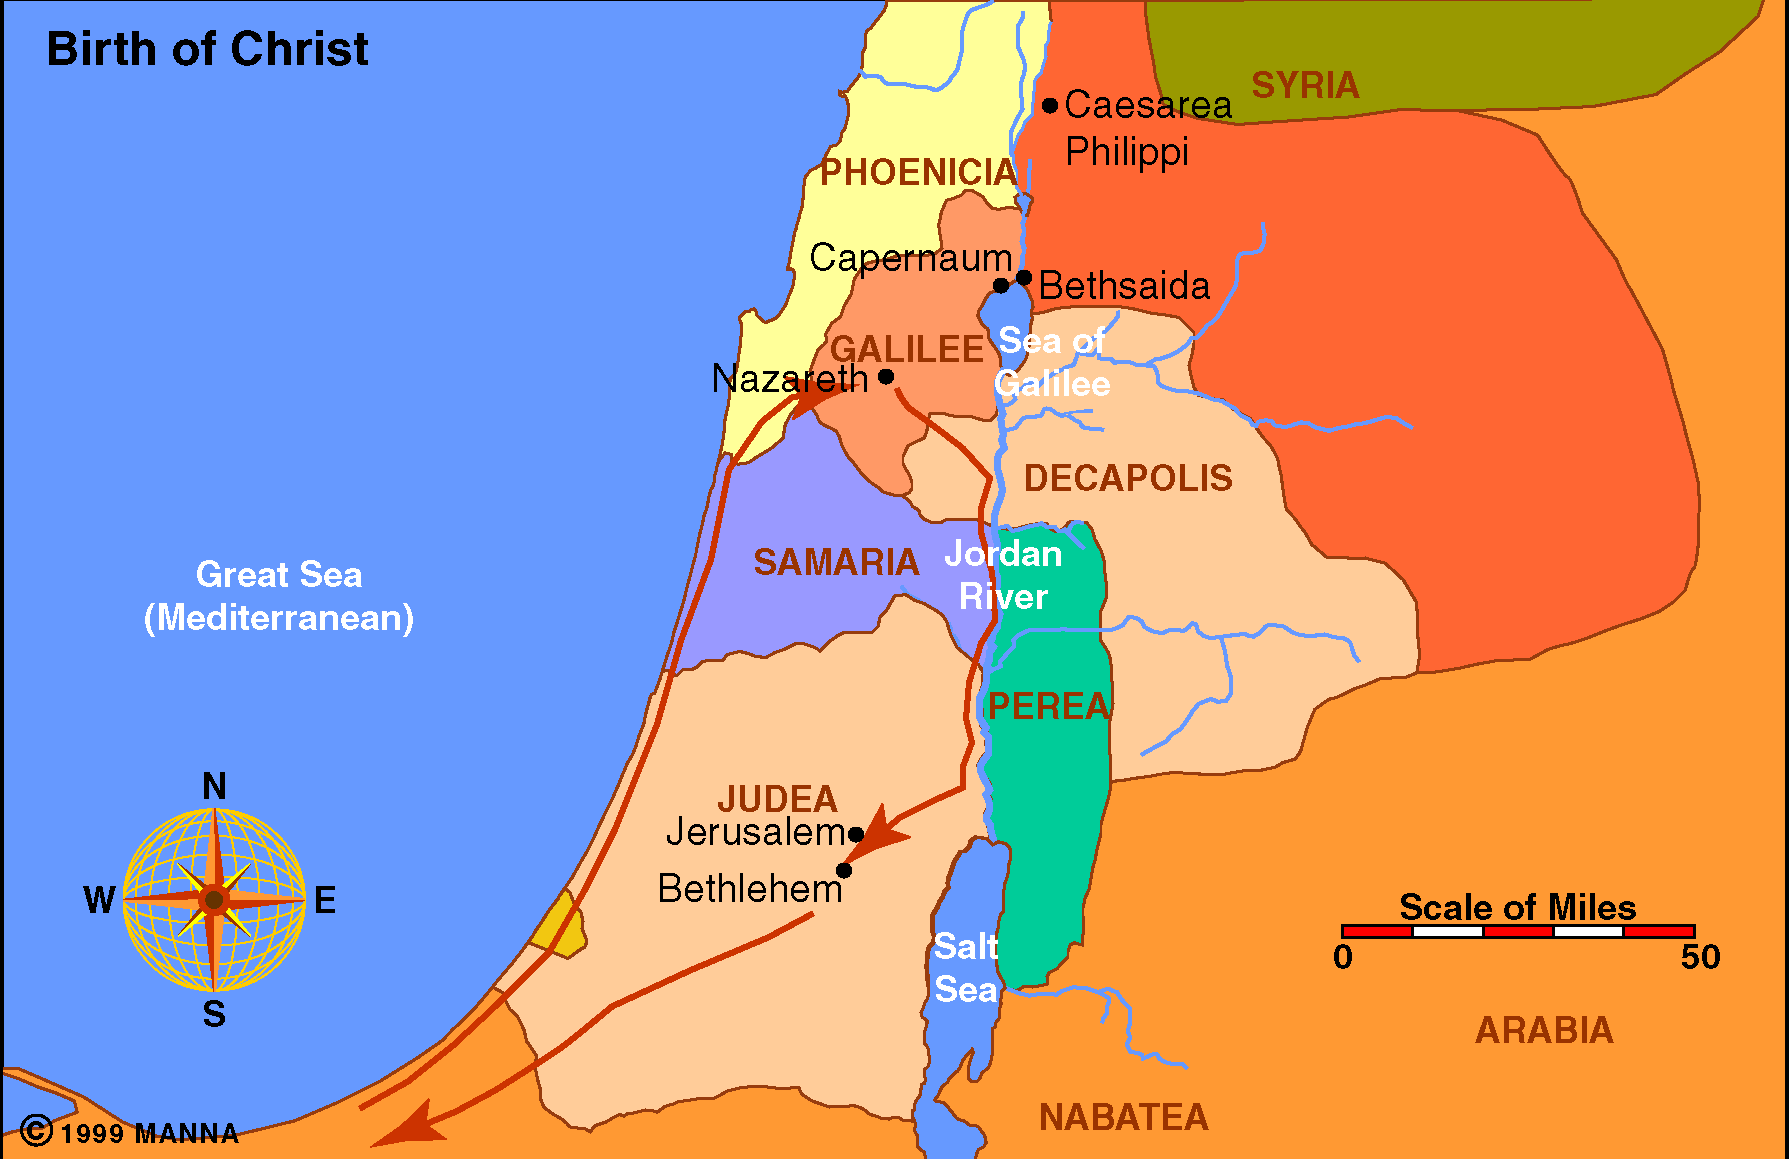 Birth of Christ
SYRIA
Caesarea
Philippi
PHOENICIA
Capernaum
Bethsaida
GALILEE
Sea of
Galilee
Nazareth
DECAPOLIS
SAMARIA
Jordan
River
Great Sea
(Mediterranean)
PEREA
JUDEA
Jerusalem
Bethlehem
N
W
E
S
Salt
Sea
Scale of Miles
0 50
ARABIA
NABATEA
© 1999 MANNA